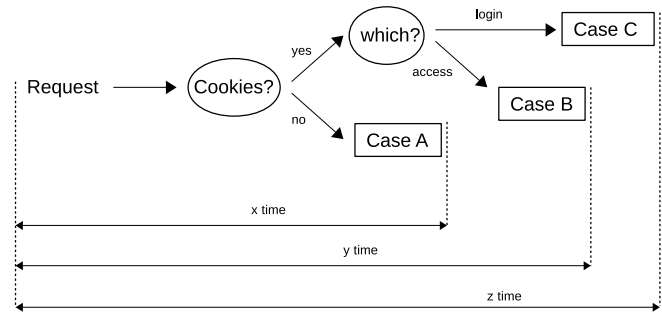 login
which?
Case C
yes
access
Request
Cookies?
Case B
no
Case A
x time
y time
z time